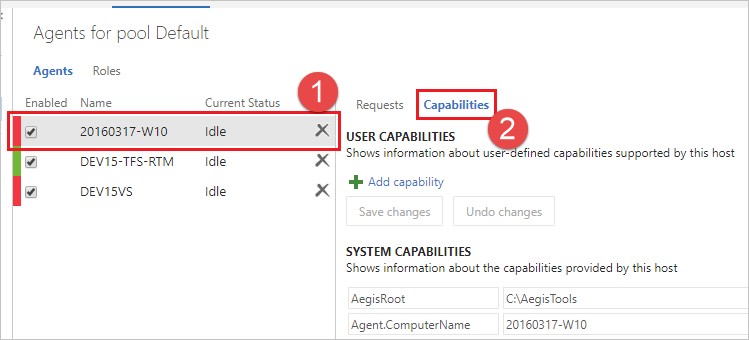 Agents for pool Default
Agents Roles
Enabled Name Current Status
20160317-W10 Idle
DEV15-TFS-RTM Idle
DEV15VS Idle
1
Requests Capabilities
2
USER CAPABILITIES
Shows information about user-defined capabilities supported by this host
Add capability
Save changes Undo changes
SYSTEM CAPABILITIES
Shows information about the capabilities provided by this host
AegisRoot C:\AegisTools
Agent.ComputerName 20160317-W10